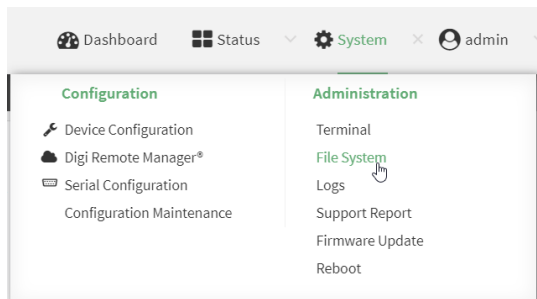 Dashboard Status System admin
Configuration
Device Configuration
Digi Remote Manager®
Serial Configuration
Configuration Maintenance
Administration
Terminal
File System
Logs
Support Report
Firmware Update
Reboot